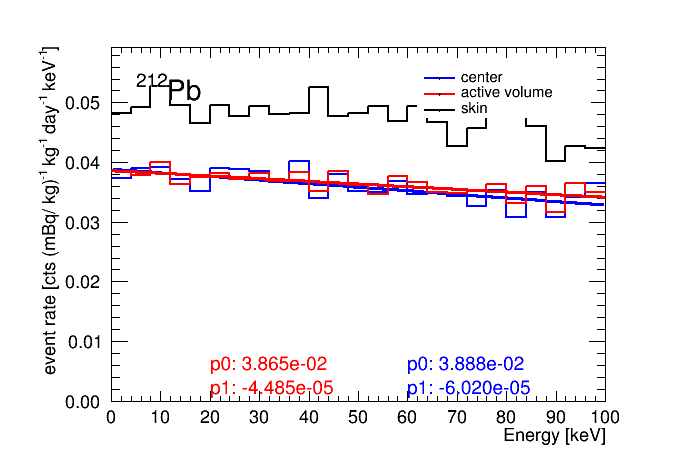 ²¹²Pb
center
active volume
skin
event rate [cts (mBq/ kg)⁻¹ kg⁻¹ day⁻¹ keV⁻¹]
0.05
0.04
0.03
0.02
0.01
0.00
p0: 3.865e-02
p1: -4.485e-05
p0: 3.888e-02
p1: -6.020e-05
0 10 20 30 40 50 60 70 80 90 100
Energy [keV]